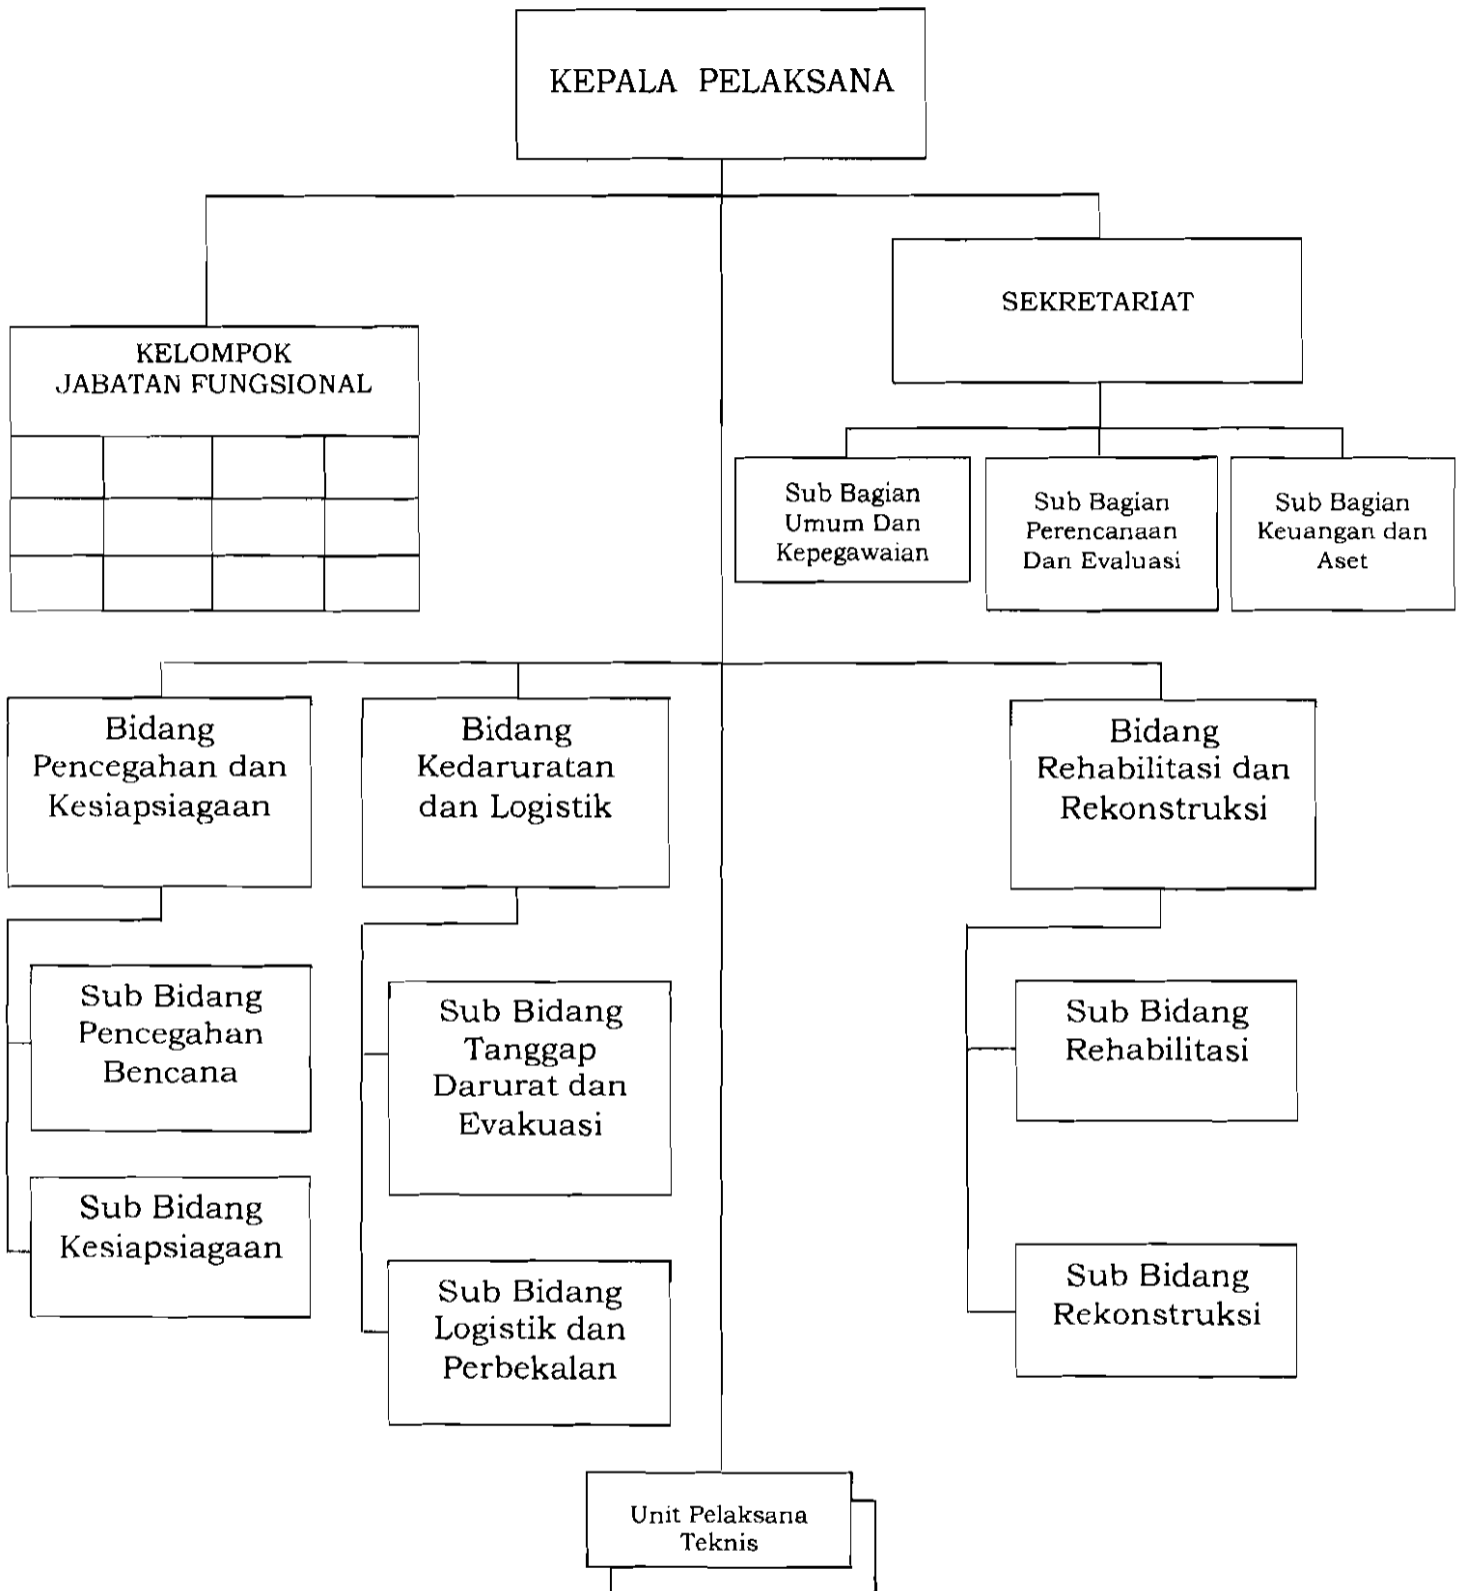 KEPALA PELAKSANA
SEKRETARIAT
KELOMPOK
JABATAN FUNGSIONAL
Sub Bagian
Umum Dan
Kepegawaian
Sub Bagian
Perencanaan
Dan Evaluasi
Sub Bagian
Keuangan dan
Aset
Bidang
Pencegahan dan
Kesiapsiagaan
Bidang
Kedaruratan
dan Logistik
Bidang
Rehabilitasi dan
Rekonstruksi
Sub Bidang
Pencegahan
Bencana
Sub Bidang
Kesiapsiagaan
Sub Bidang
Tanggap
Darurat dan
Evakuasi
Sub Bidang
Logistik dan
Perbekalan
Sub Bidang
Rehabilitasi
Sub Bidang
Rekonstruksi
Unit Pelaksana
Teknis